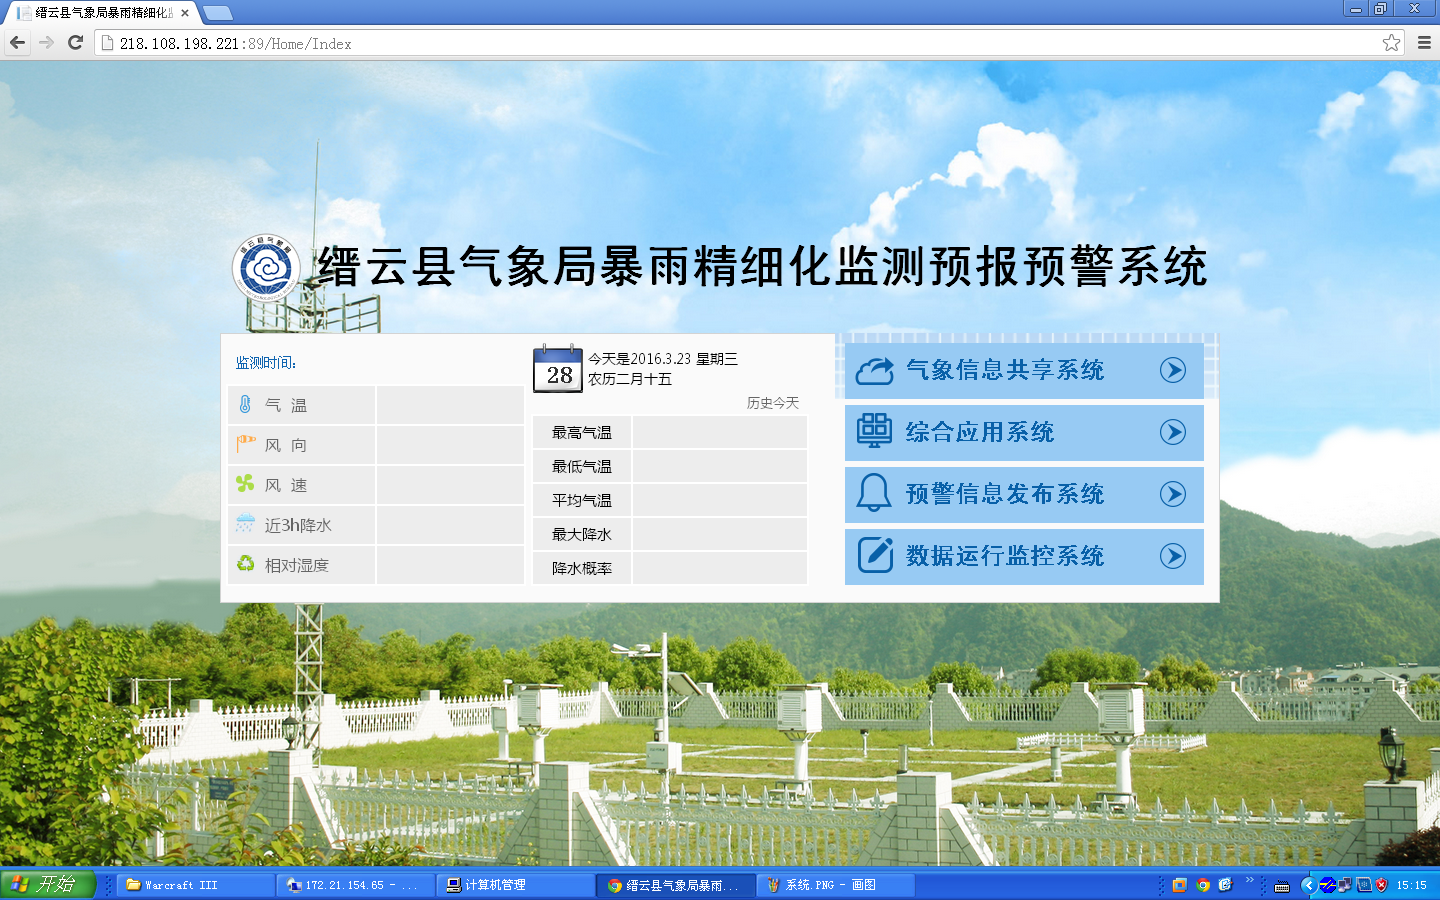 缙云县气象局暴雨精细化监
218.108.198.221:89/Home/Index
缙云县气象局暴雨精细化监测预报预警系统
监测时间:
气 温
风 向
风 速
近3h降水
相对湿度
28
今天是2016.3.23 星期三
农历二月十五
历史今天
最高气温
最低气温
平均气温
最大降水
降水概率
气象信息共享系统
综合应用系统
预警信息发布系统
数据运行监控系统
开始
Warcraft III
172.21.154.65 - ...
计算机管理
缙云县气象局暴雨...
系统.PNG - 画图
15:15